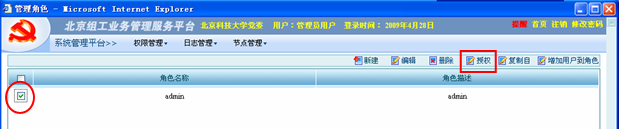 管理角色 - Microsoft Internet Explorer
北京组工业务管理服务平台 北京科技大学党委 用户：管理员用户 登录时间：2009年4月28日 提醒 首页 注销 修改密码
系统管理平台>> 权限管理 日志管理 节点管理
新建 编辑 删除 授权 复制自 增加用户到角色
角色名称 角色描述
admin admin